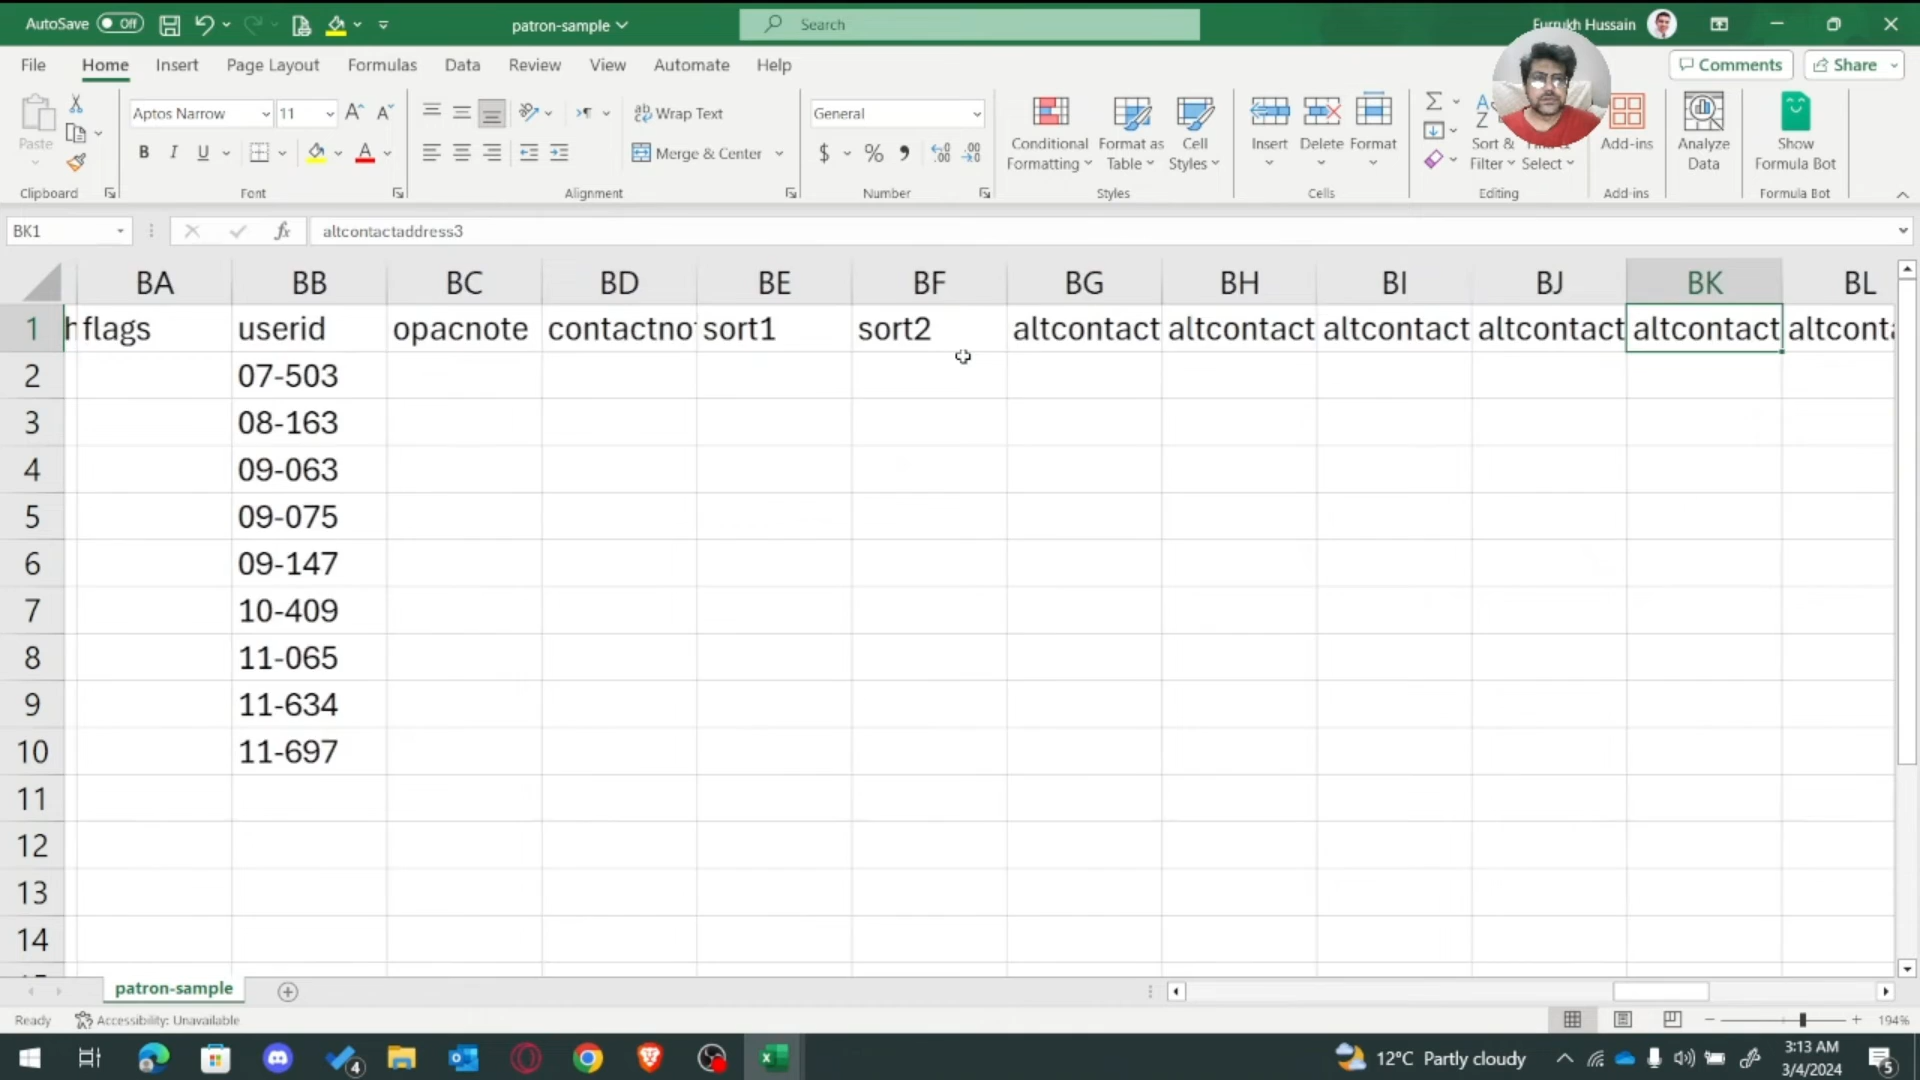 AutoSave Off patron-sample Search Furrukh Hussain
File Home Insert Page Layout Formulas Data Review View Automate Help Comments Share
Paste Aptos Narrow 11 Wrap Text General Conditional Formatting Format as Table Cell Styles Insert Delete Format Sort & Filter Select Add-ins Analyze Data Show Formula Bot
B I U Merge & Center $ %
Clipboard Font Alignment Number Styles Cells Editing Add-ins Formula Bot
BK1 fx altcontactaddress3
BA BB BC BD BE BF BG BH BI BJ BK BL
1 flags userid opacnote contactno sort1 sort2 altcontact altcontact altcontact altcontact altcontact altconta
2 07-503
3 08-163
4 09-063
5 09-075
6 09-147
7 10-409
8 11-065
9 11-634
10 11-697
11
12
13
14
patron-sample
Ready Accessibility: Unavailable 194%
4 12°C Partly cloudy 3:13 AM
3/4/2024 5